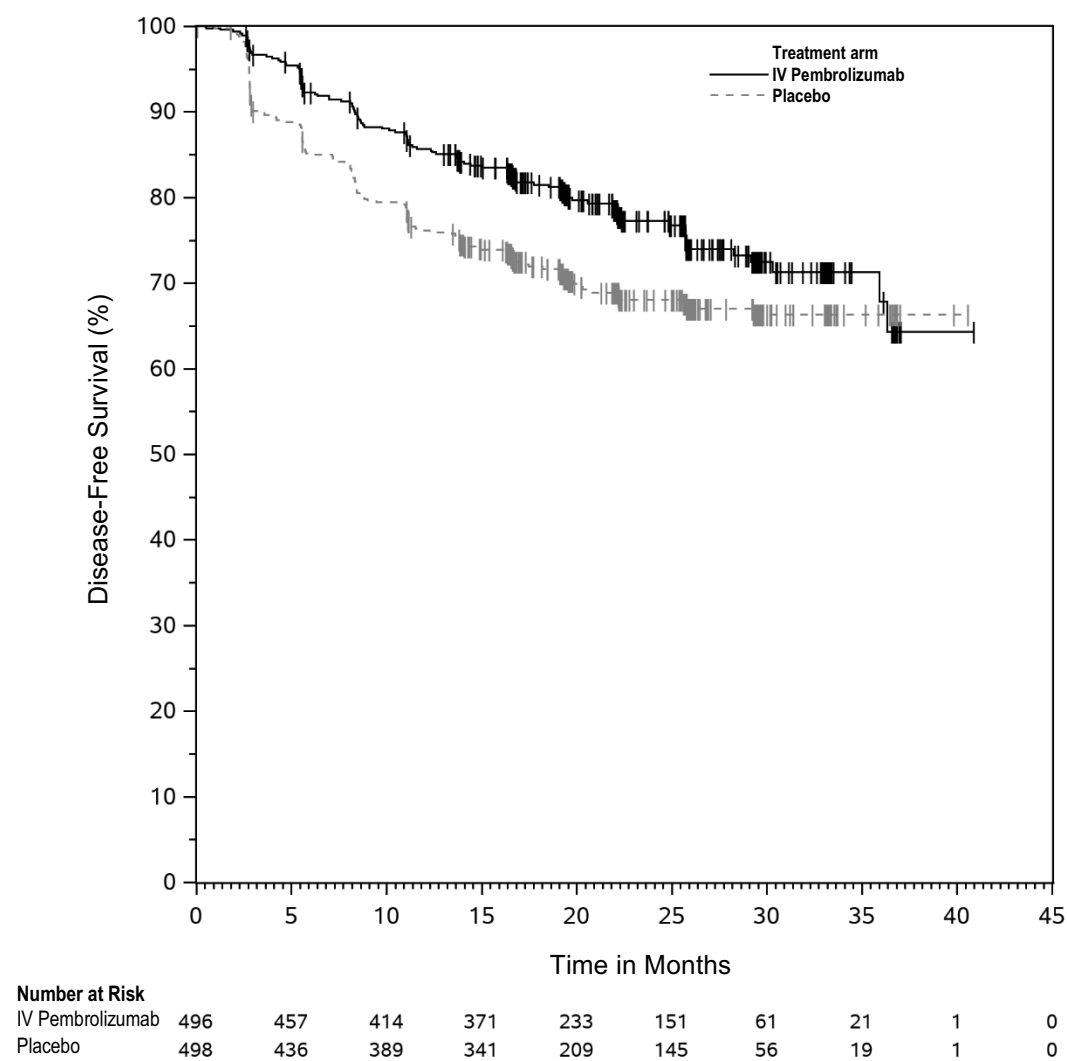 100
90
80
70
60
50
40
30
20
10
0
Disease-Free Survival (%)
Treatment arm
IV Pembrolizumab
Placebo
0 5 10 15 20 25 30 35 40 45
Time in Months
Number at Risk
IV Pembrolizumab 496 457 414 371 233 151 61 21 1 0
Placebo 498 436 389 341 209 145 56 19 1 0